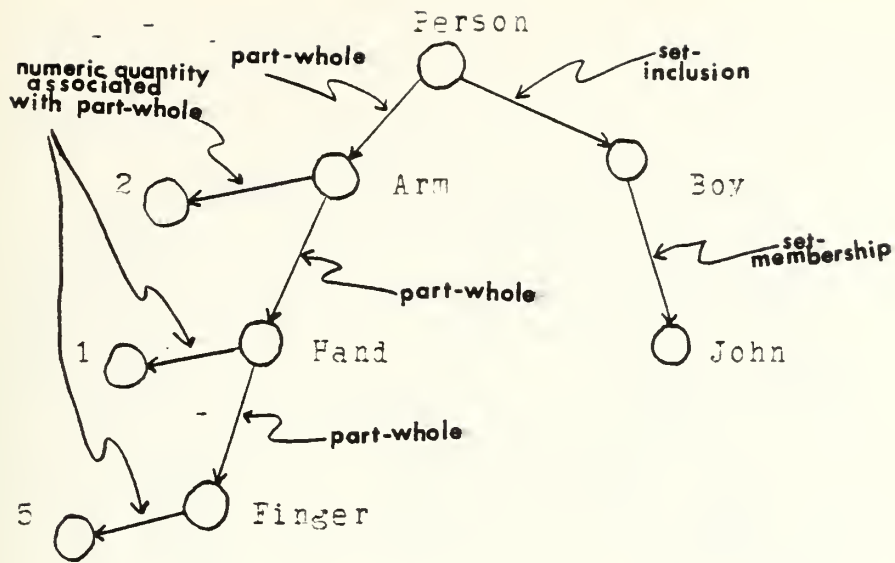 Person
part-whole
set-
inclusion
numeric quantity
associated
with part-whole
2
Arm
Boy
set-
membership
part-whole
1
Hand
John
part-whole
5
Finger